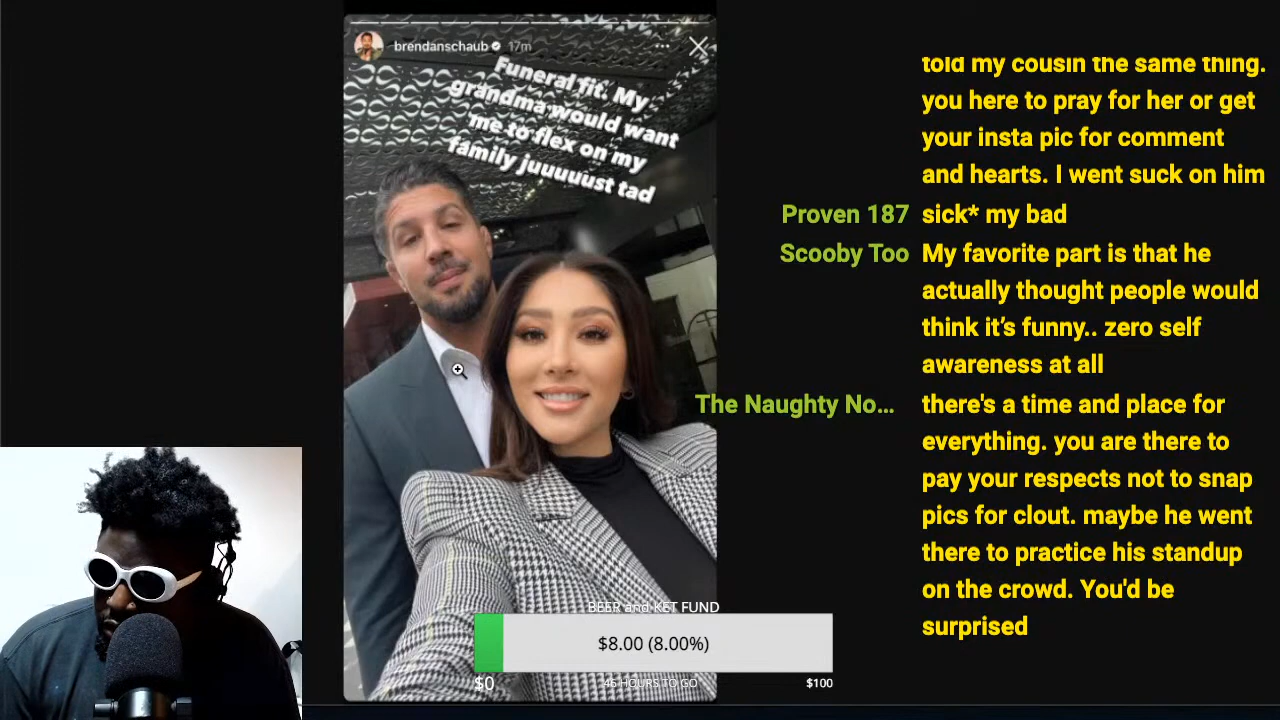 brendanschaub 17m
Funeral fit. My
grandma would want
me to flex on my
family juuuuust tad
told my cousin the same thing.
you here to pray for her or get
your insta pic for comment
and hearts. I went suck on him
Proven 187 sick* my bad
Scooby Too My favorite part is that he
actually thought people would
think it’s funny.. zero self
awareness at all
The Naughty No... there's a time and place for
everything. you are there to
pay your respects not to snap
pics for clout. maybe he went
there to practice his standup
on the crowd. You'd be
surprised
BEER and KET FUND
$8.00 (8.00%)
$0 46 HOURS TO GO $100